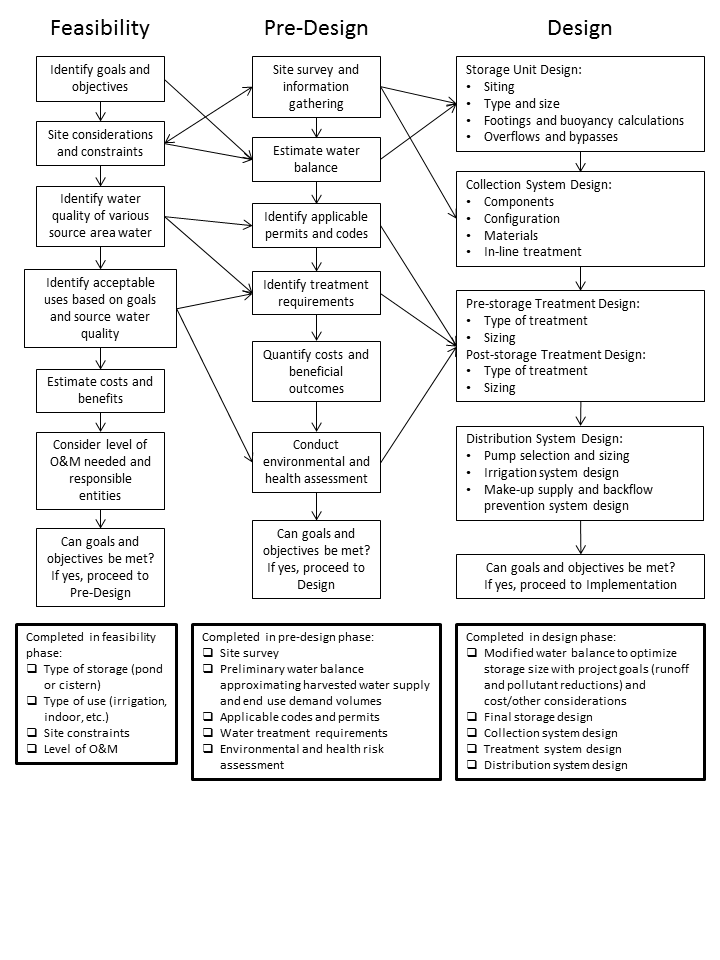 Feasibility
Identify goals and
objectives
Site considerations
and constraints
Identify water
quality of various
source area water
Identify acceptable
uses based on goals
and source water
quality
Estimate costs and
benefits
Consider level of
O&M needed and
responsible
entities
Can goals and
objectives be met?
If yes, proceed to
Pre-Design
Completed in feasibility
phase:
❑ Type of storage (pond
or cistern)
❑ Type of use (irrigation,
indoor, etc.)
❑ Site constraints
❑ Level of O&M
Pre-Design
Site survey and
information
gathering
Estimate water
balance
Identify applicable
permits and codes
Identify treatment
requirements
Quantify costs and
beneficial
outcomes
Conduct
environmental and
health assessment
Can goals and
objectives be met?
If yes, proceed to
Design
Completed in pre-design phase:
❑ Site survey
❑ Preliminary water balance
approximating harvested water supply
and end use demand volumes
❑ Applicable codes and permits
❑ Water treatment requirements
❑ Environmental and health risk
assessment
Design
Storage Unit Design:
• Siting
• Type and size
• Footings and buoyancy calculations
• Overflows and bypasses
Collection System Design:
• Components
• Configuration
• Materials
• In-line treatment
Pre-storage Treatment Design:
• Type of treatment
• Sizing
Post-storage Treatment Design:
• Type of treatment
• Sizing
Distribution System Design:
• Pump selection and sizing
• Irrigation system design
• Make-up supply and backflow
prevention system design
Can goals and objectives be met?
If yes, proceed to Implementation
Completed in design phase:
❑ Modified water balance to optimize
storage size with project goals (runoff
and pollutant reductions) and
cost/other considerations
❑ Final storage design
❑ Collection system design
❑ Treatment system design
❑ Distribution system design